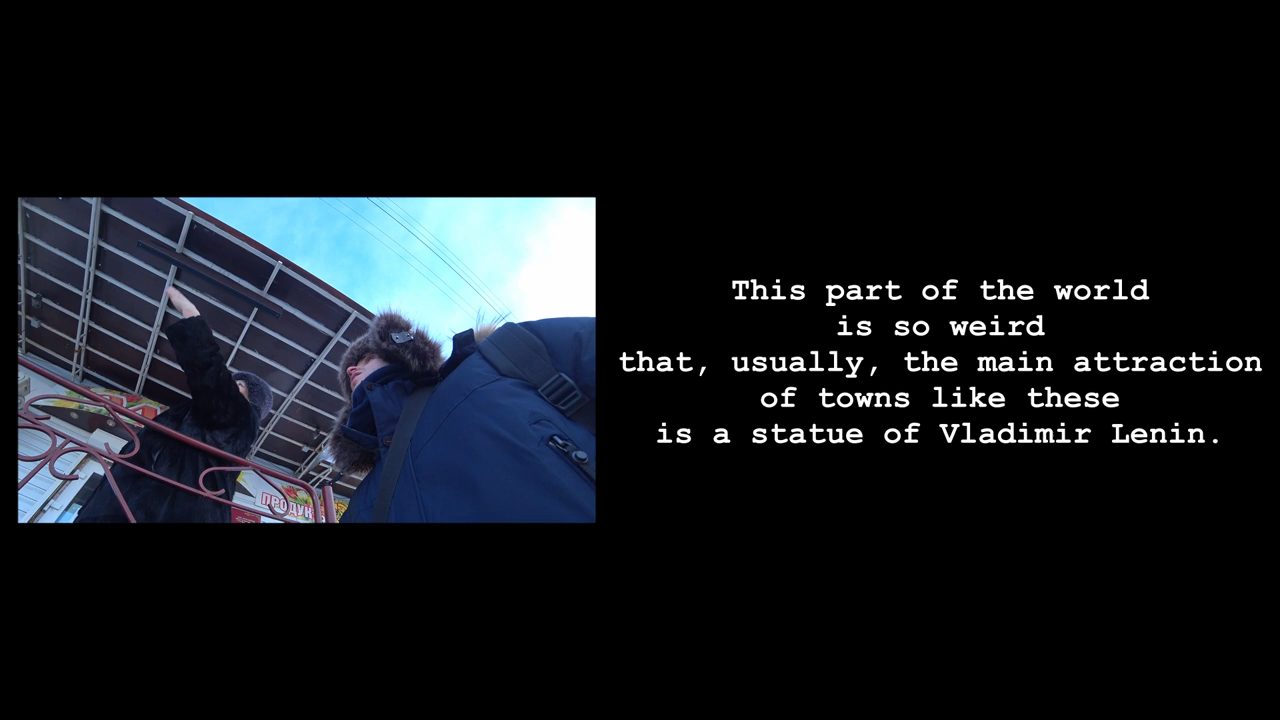 ПРОДУК
This part of the world
is so weird
that, usually, the main attraction
of towns like these
is a statue of Vladimir Lenin.